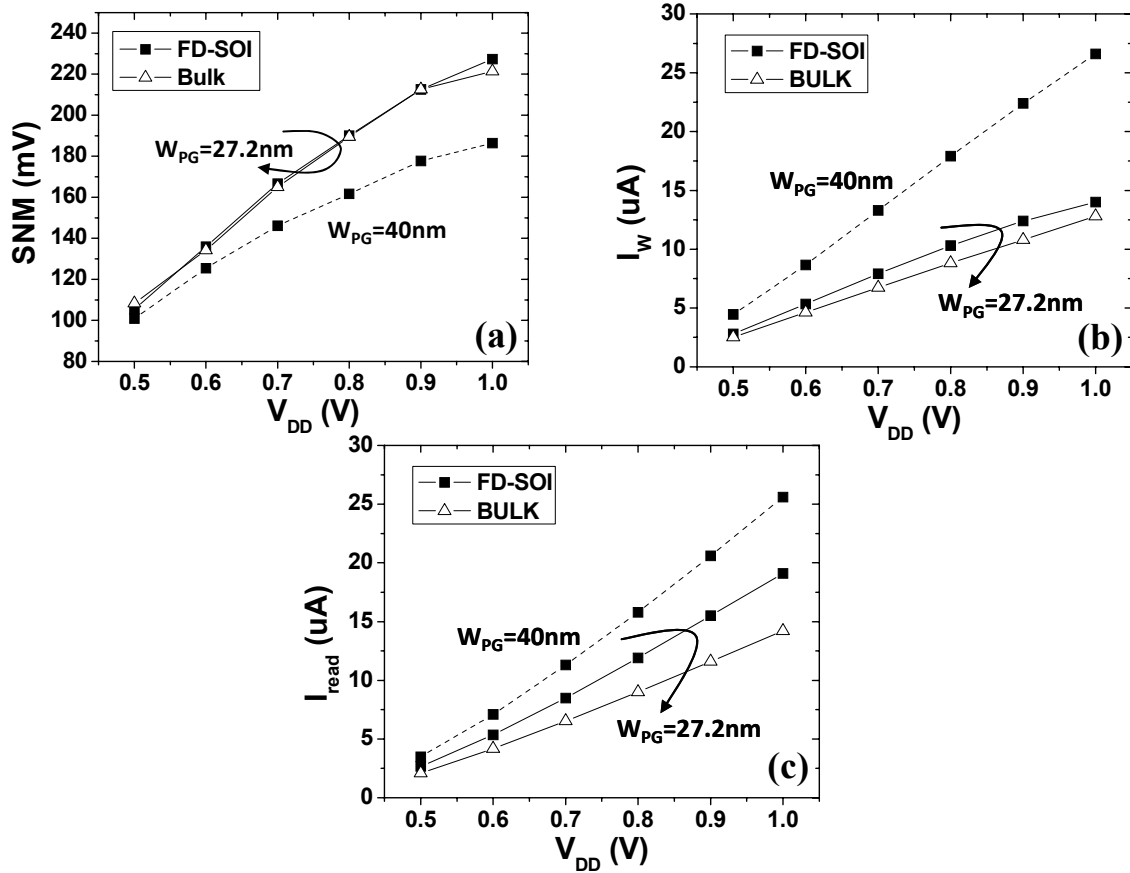 240
220
200
180
160
140
120
100
80
SNM (mV)
FD-SOI
Bulk
W_PG=27.2nm
W_PG=40nm
(a)
0.5 0.6 0.7 0.8 0.9 1.0
V_DD (V)
30
25
20
15
10
5
0
I_W (uA)
FD-SOI
BULK
W_PG=40nm
W_PG=27.2nm
(b)
0.5 0.6 0.7 0.8 0.9 1.0
V_DD (V)
30
25
20
15
10
5
0
I_read (uA)
FD-SOI
BULK
W_PG=40nm
W_PG=27.2nm
(c)
0.5 0.6 0.7 0.8 0.9 1.0
V_DD (V)